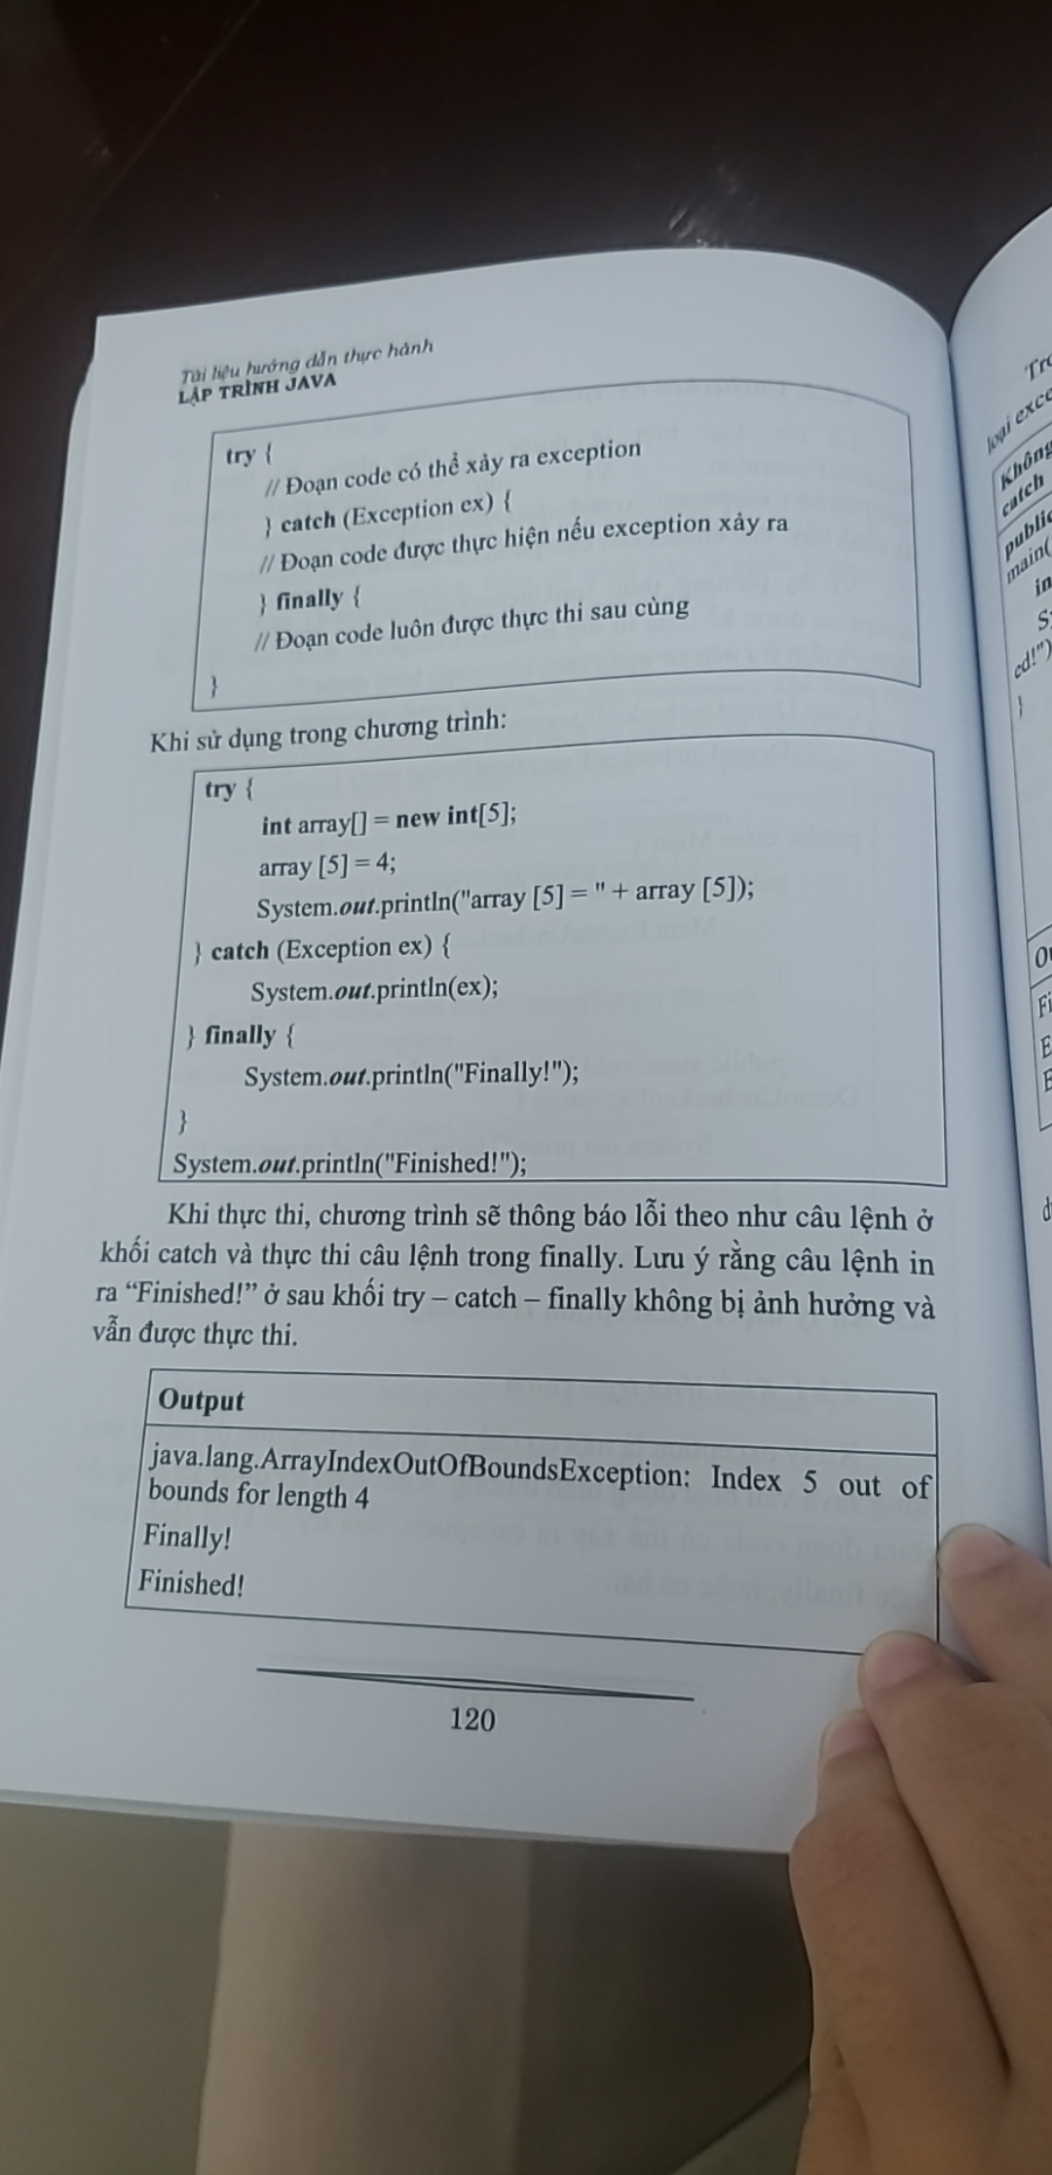 Tài liệu hướng dẫn thực hành
LẬP TRÌNH JAVA
try {
// Đoạn code có thể xảy ra exception
} catch (Exception ex) {
// Đoạn code được thực hiện nếu exception xảy ra
} finally {
// Đoạn code luôn được thực thi sau cùng
}
Khi sử dụng trong chương trình:
try {
int array[] = new int[5];
array [5] = 4;
System.out.println("array [5] = " + array [5]);
} catch (Exception ex) {
System.out.println(ex);
} finally {
System.out.println("Finally!");
}
System.out.println("Finished!");
Khi thực thi, chương trình sẽ thông báo lỗi theo như câu lệnh ở
khối catch và thực thi câu lệnh trong finally. Lưu ý rằng câu lệnh in
ra “Finished!” ở sau khối try – catch – finally không bị ảnh hưởng và
vẫn được thực thi.
Output
java.lang.ArrayIndexOutOfBoundsException: Index 5 out of
bounds for length 4
Finally!
Finished!
120
loại
Không
catch
main(
ed!")
}